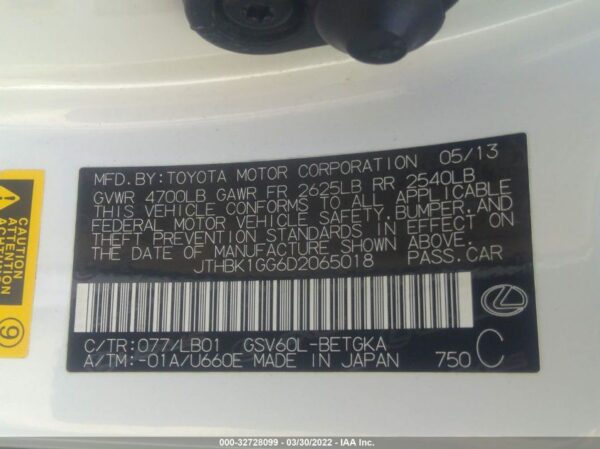 MFD.BY:TOYOTA MOTOR CORPORATION 05/13
GVWR 4700LB GAWR FR 2625LB RR 2540LB
THIS VEHICLE CONFORMS TO ALL APPLICABLE
FEDERAL MOTOR VEHICLE SAFETY,BUMPER,AND
THEFT PREVENTION STANDARDS IN EFFECT ON
THE DATE OF MANUFACTURE SHOWN ABOVE.
JTHBK1GG6D2065018 PASS.CAR
C/TR:077/LB01 GSV60L-BETGKA
A/TM:-01A/U660E MADE IN JAPAN 750 C
CAUTION
ATTENTION
9
000-32728099 - 03/30/2022 - IAA Inc.